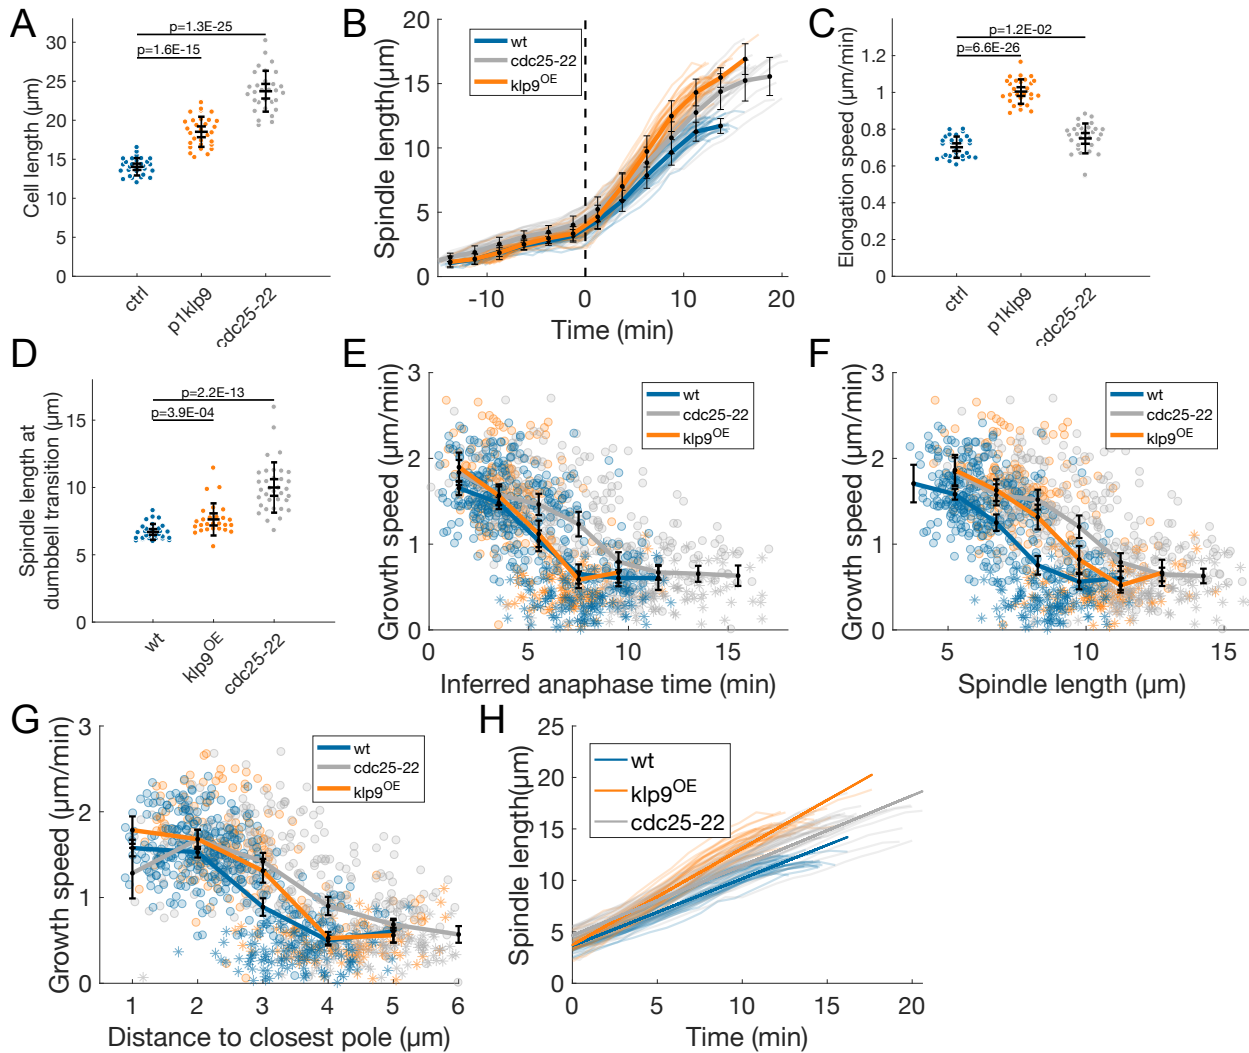 A
Cell length (µm)
30
25
20
15
10
5
0
p=1.3E-25
p=1.6E-15
ctrl
p1klp9
cdc25-22
B
Spindle length(µm)
20
15
10
5
0
wt
cdc25-22
klp9OE
-10
0
10
20
Time (min)
C
Elongation speed (µm/min)
1.2
1
0.8
0.6
0.4
0.2
0
p=1.2E-02
p=6.6E-26
ctrl
p1klp9
cdc25-22
D
Spindle length at
dumbbell transition (µm)
15
10
5
0
p=2.2E-13
p=3.9E-04
wt
klp9OE
cdc25-22
E
Growth speed (µm/min)
3
2
1
0
wt
cdc25-22
klp9OE
0
5
10
15
Inferred anaphase time (min)
F
Growth speed (µm/min)
3
2
1
0
wt
cdc25-22
klp9OE
5
10
15
Spindle length (µm)
G
Growth speed (µm/min)
3
2
1
0
wt
cdc25-22
klp9OE
1
2
3
4
5
6
Distance to closest pole (µm)
H
Spindle length(µm)
25
20
15
10
5
0
wt
klp9OE
cdc25-22
0
5
10
15
20
Time (min)